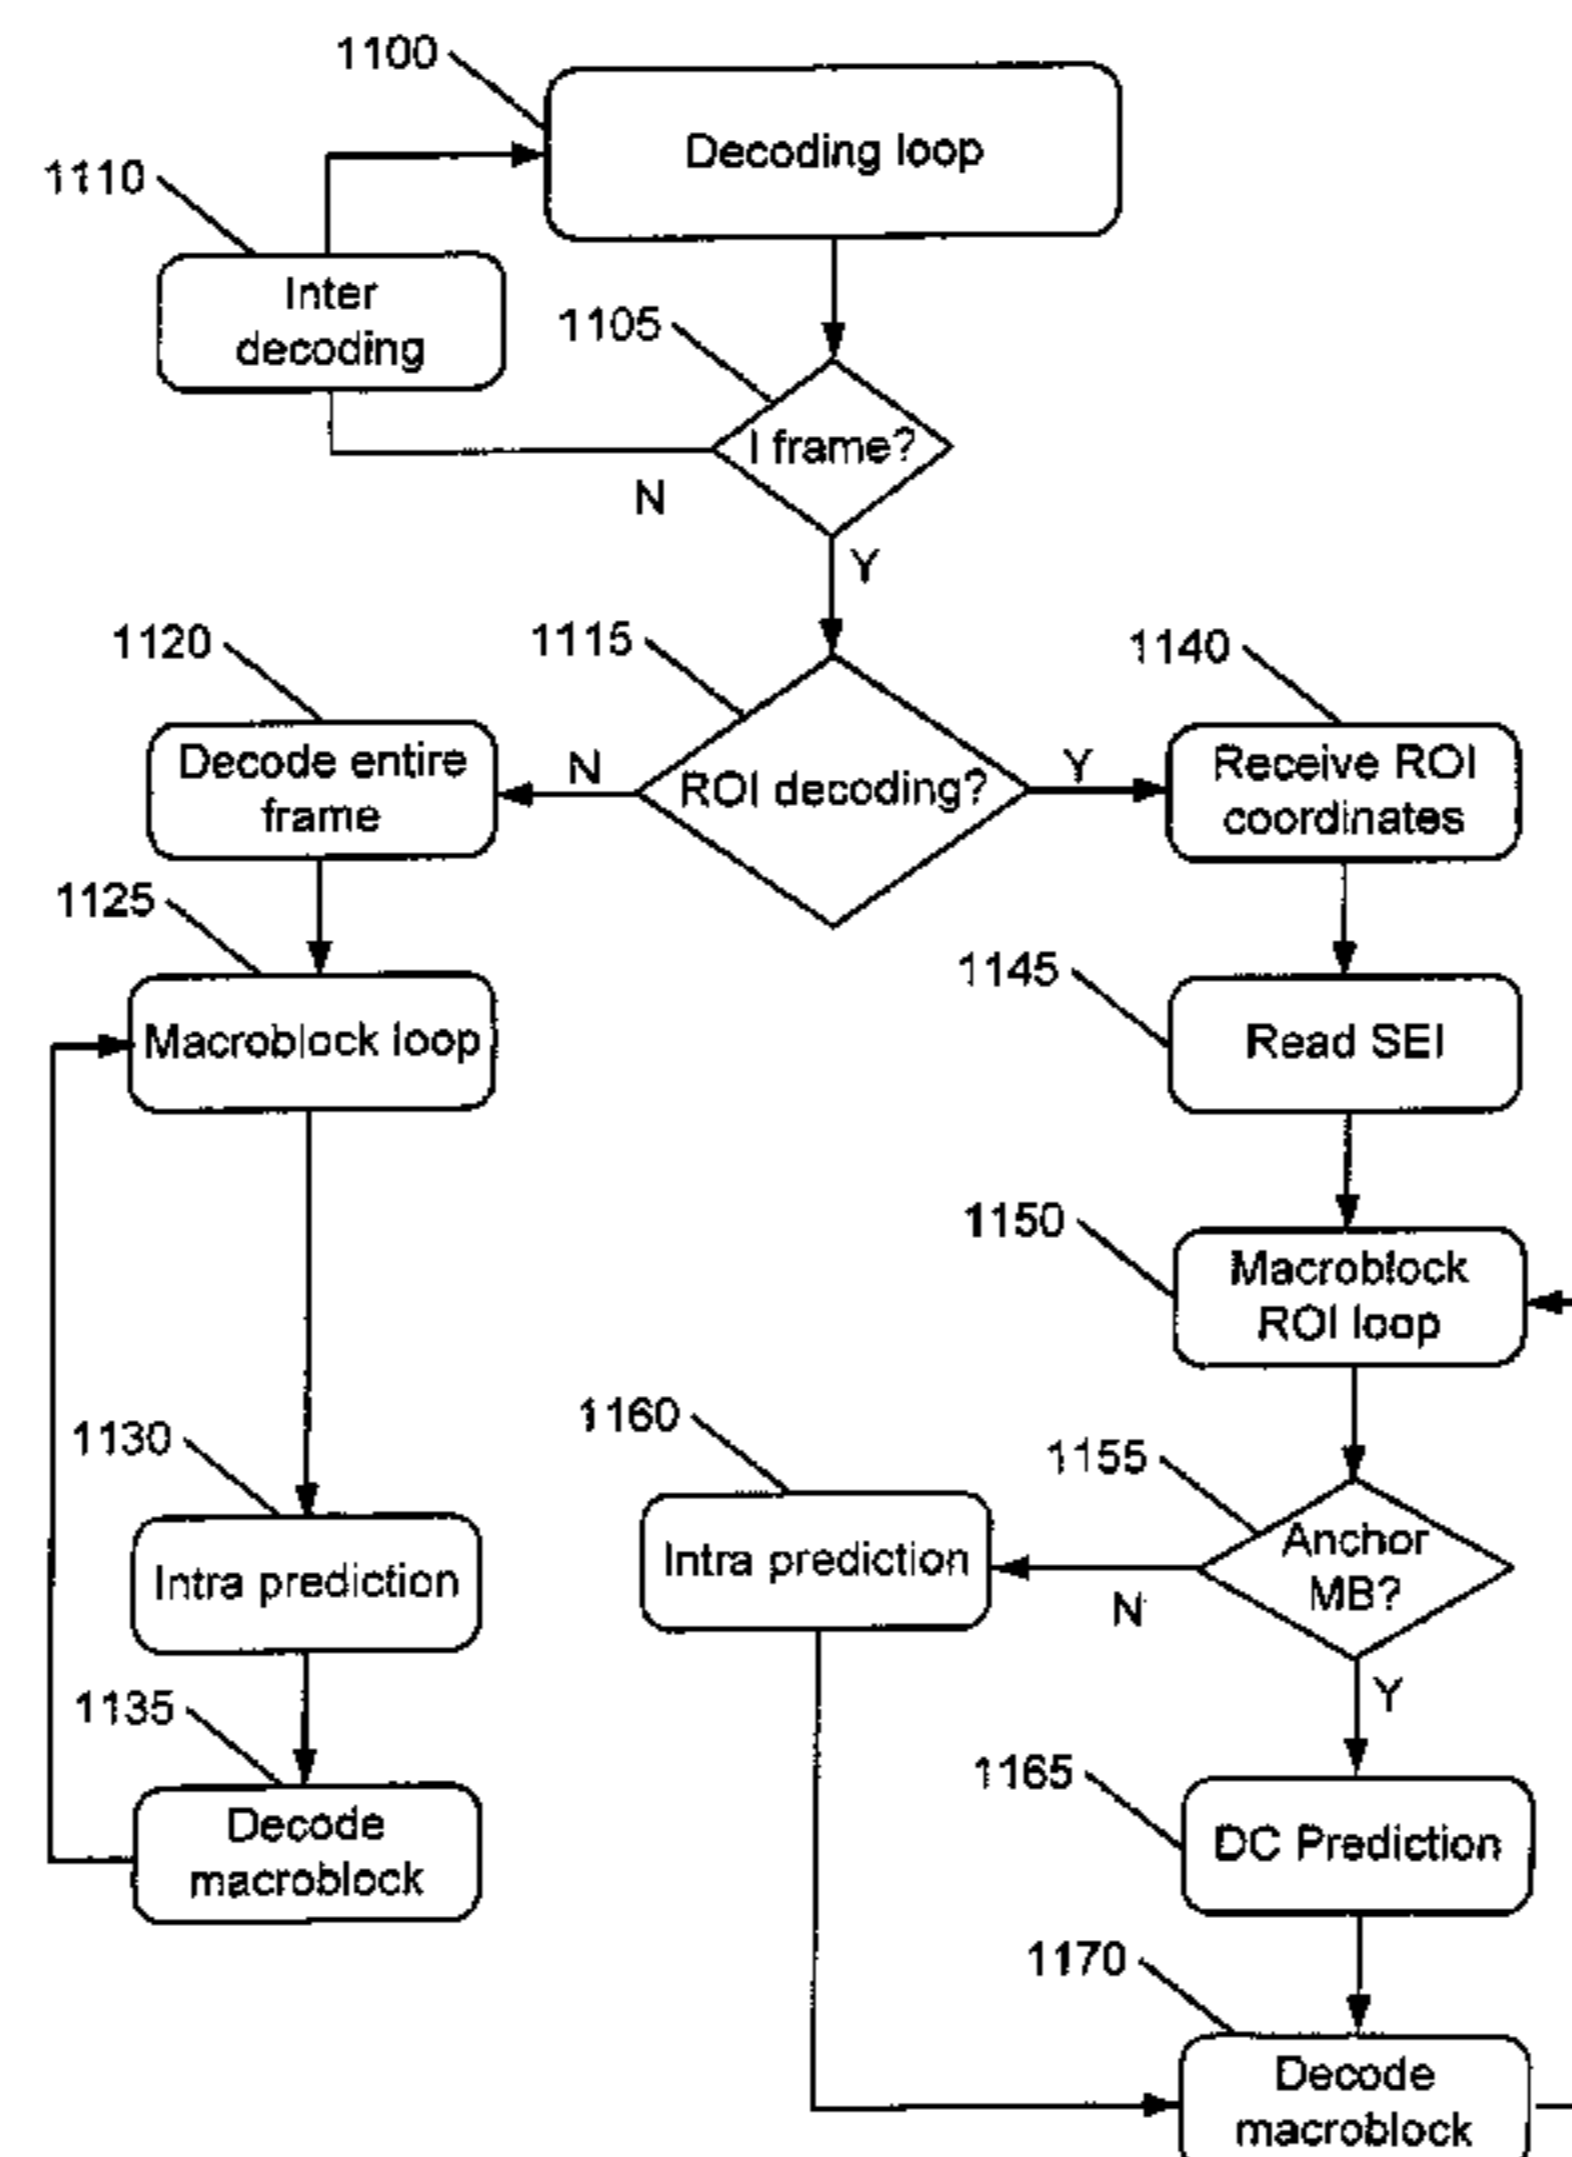 1100
Decoding loop
1110
Inter
decoding
1105
I frame?
N
Y
1120
1115
1140
Decode entire
frame
N
ROI decoding?
Y
Receive ROI
coordinates
1125
1145
Macroblock loop
Read SEI
1150
Macroblock
ROI loop
1160
1155
1130
Anchor
MB?
Intra prediction
N
Intra prediction
Y
1135
1165
Decode
macroblock
DC Prediction
1170
Decode
macroblock